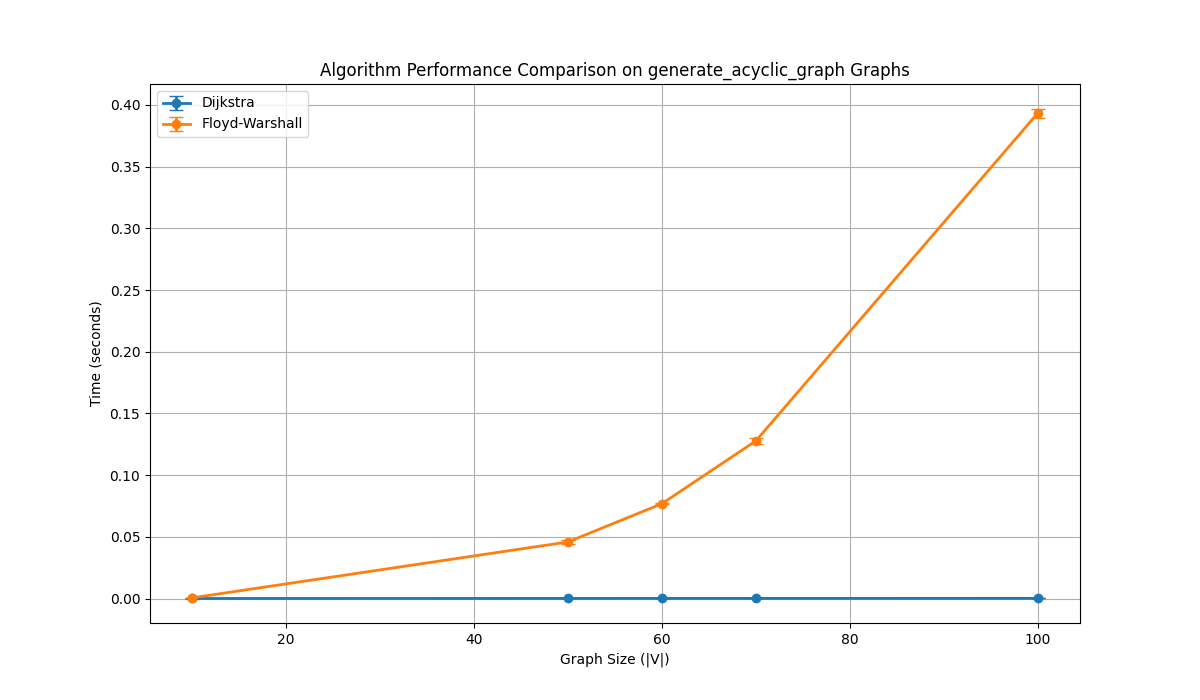 Algorithm Performance Comparison on generate_acyclic_graph Graphs
Dijkstra
Floyd-Warshall
0.40
0.35
0.30
0.25
0.20
0.15
0.10
0.05
0.00
Time (seconds)
20 40 60 80 100
Graph Size (|V|)